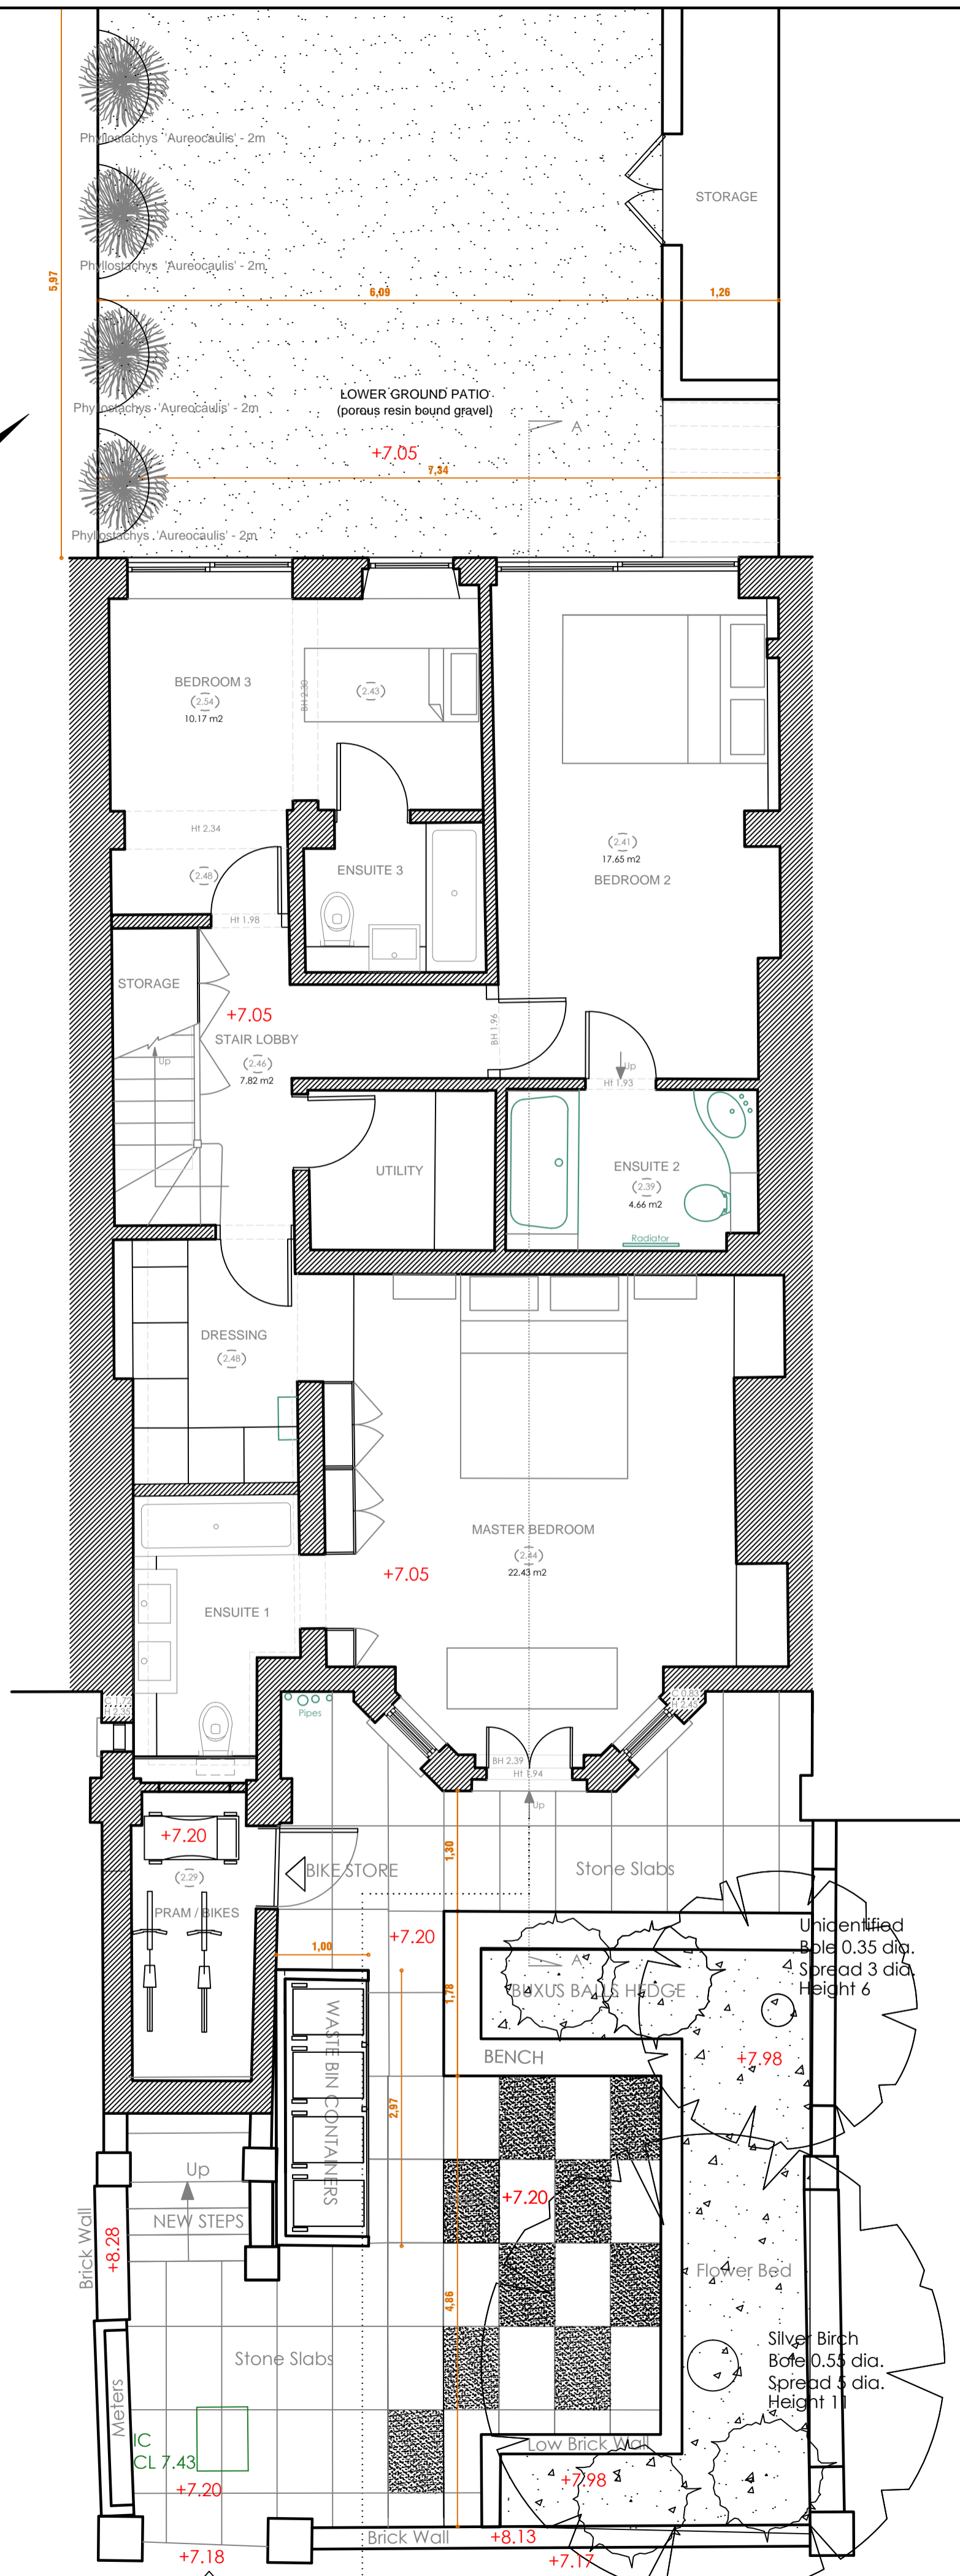 Phyllostachys 'Aureocaulis' - 2m
STORAGE
Phyllostachys 'Aureocaulis' - 2m
5,97
6,09
1,26
LOWER GROUND PATIO
(porous resin bound gravel)
Phyllostachys 'Aureocaulis' - 2m
A
+7.05
7,34
Phyllostachys 'Aureocaulis' - 2m
BEDROOM 3
(2.54)
10.17 m2
BH 2.30
(2.43)
Ht 2.34
(2.48)
Ht 1.98
ENSUITE 3
(2.41)
17.65 m2
BEDROOM 2
STORAGE
+7.05
STAIR LOBBY
(2.46)
7.82 m2
Up
BH 1.96
Up
Ht 1.93
UTILITY
ENSUITE 2
(2.39)
4.66 m2
Radiator
DRESSING
(2.48)
MASTER BEDROOM
(2.44)
22.43 m2
+7.05
ENSUITE 1
Pipes
BH 2.39
Ht 1.94
Up
+7.20
(2.29)
PRAM / BIKES
BIKE STORE
1,30
Stone Slabs
+7.20
1,00
A
BUXUS BALLS HEDGE
Unidentified
Bole 0.35 dia.
Spread 3 dia.
Height 6
1,78
BENCH
+7.98
WASTE BIN CONTAINERS
2,97
Up
NEW STEPS
Brick Wall
+8.28
+7.20
Flower Bed
4,86
Stone Slabs
Silver Birch
Bole 0.55 dia.
Spread 5 dia.
Height 11
Meters
IC
CL 7.43
+7.20
Low Brick Wall
+7.98
Brick Wall
+8.13
+7.18
+7.17